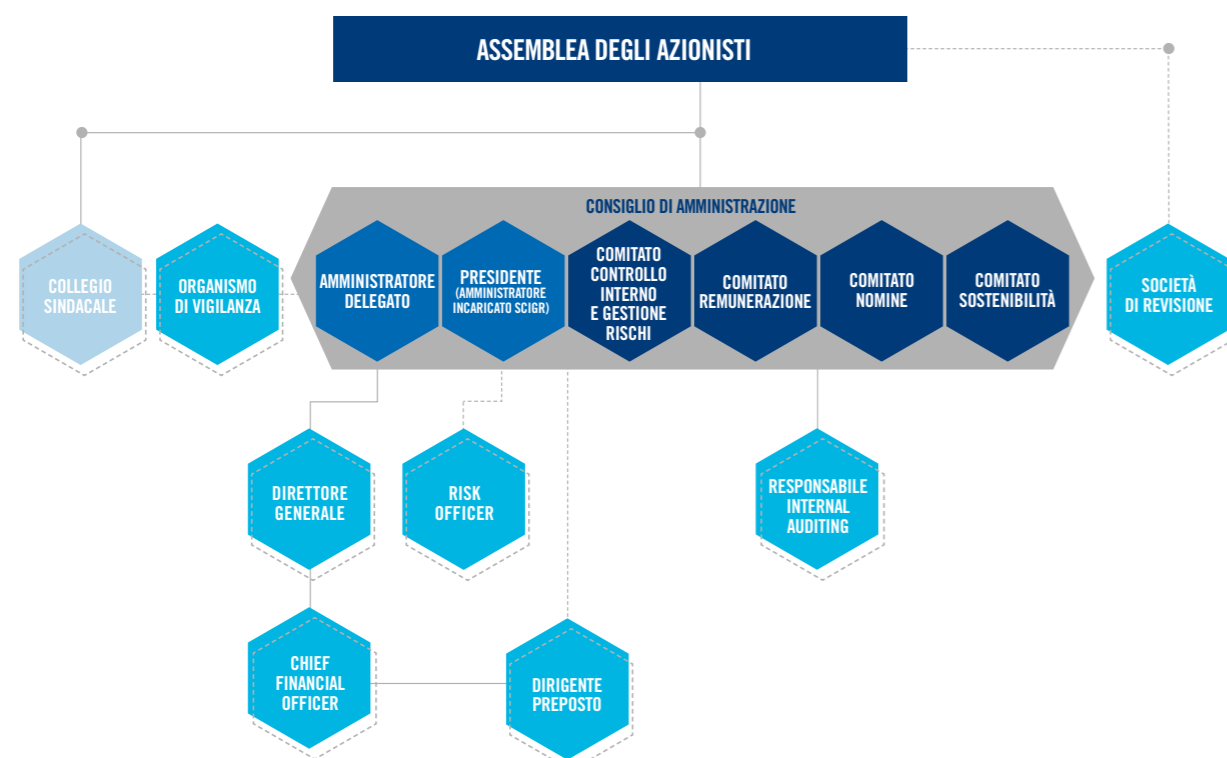 ASSEMBLEA DEGLI AZIONISTI
CONSIGLIO DI AMMINISTRAZIONE
COLLEGIO
SINDACALE
ORGANISMO
DI VIGILANZA
AMMINISTRATORE
DELEGATO
PRESIDENTE
(AMMINISTRATORE
INCARICATO SCIGR)
COMITATO
CONTROLLO
INTERNO
E GESTIONE
RISCHI
COMITATO
REMUNERAZIONE
COMITATO
NOMINE
COMITATO
SOSTENIBILITÀ
SOCIETÀ
DI REVISIONE
DIRETTORE
GENERALE
RISK
OFFICER
RESPONSABILE
INTERNAL
AUDITING
CHIEF
FINANCIAL
OFFICER
DIRIGENTE
PREPOSTO